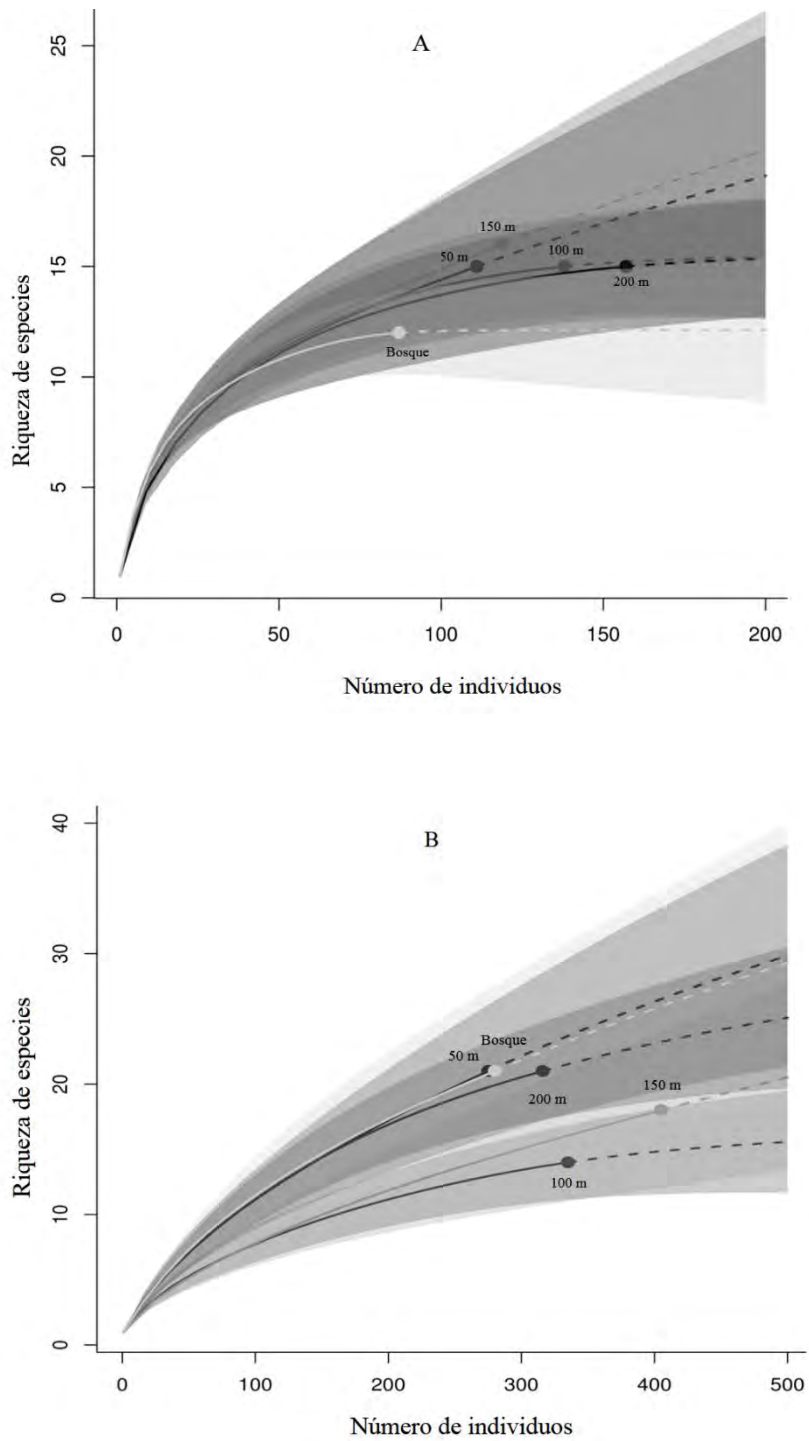 A
25
20
15
10
5
0
150 m
50 m
100 m
200 m
Bosque
Riqueza de especies
0 50 100 150 200
Número de individuos
B
40
30
20
10
0
Bosque
50 m
150 m
200 m
100 m
Riqueza de especies
0 100 200 300 400 500
Número de individuos